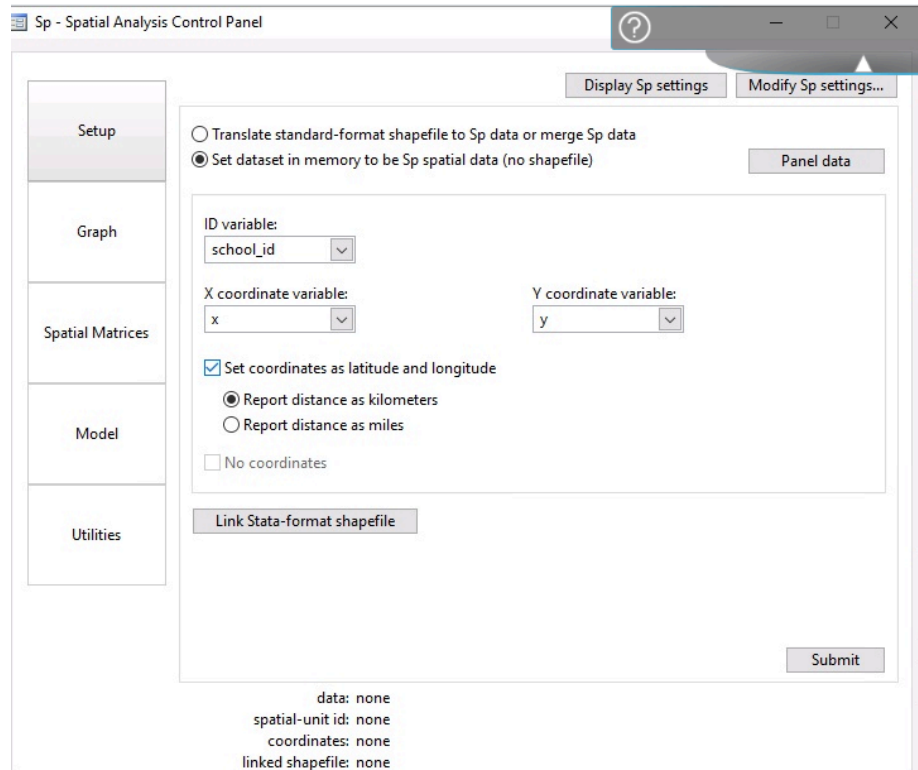 Sp - Spatial Analysis Control Panel
Display Sp settings
Modify Sp settings...
Setup
Graph
Spatial Matrices
Model
Utilities
Translate standard-format shapefile to Sp data or merge Sp data
Set dataset in memory to be Sp spatial data (no shapefile)
Panel data
ID variable:
school_id
X coordinate variable:
Y coordinate variable:
x
y
Set coordinates as latitude and longitude
Report distance as kilometers
Report distance as miles
No coordinates
Link Stata-format shapefile
Submit
data: none
spatial-unit id: none
coordinates: none
linked shapefile: none